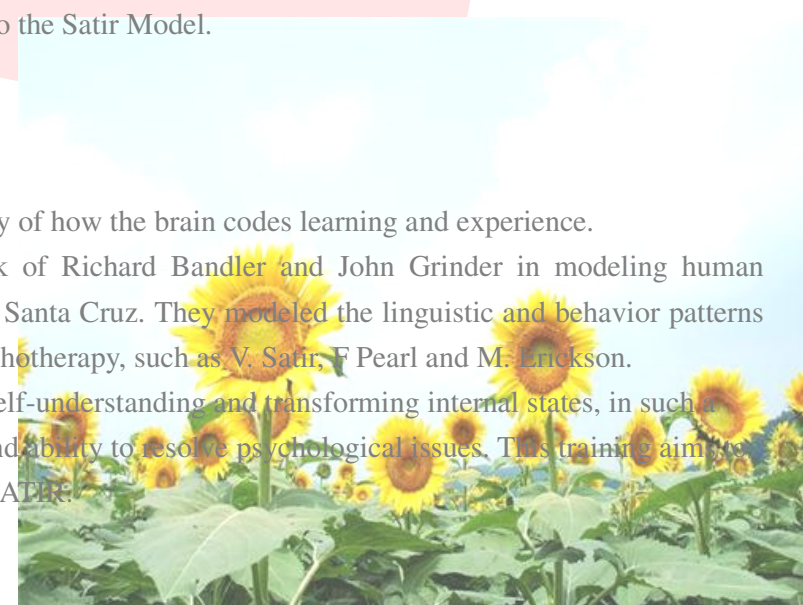 o the Satir Model.
y of how the brain codes learning and experience.
k of Richard Bandler and John Grinder in modeling human
Santa Cruz. They modeled the linguistic and behavior patterns
hotherapy, such as V. Satir, F Pearl and M. Erickson.
elf-understanding and transforming internal states, in such a
nd ability to resolve psychological issues. This training aims to
ATIR.